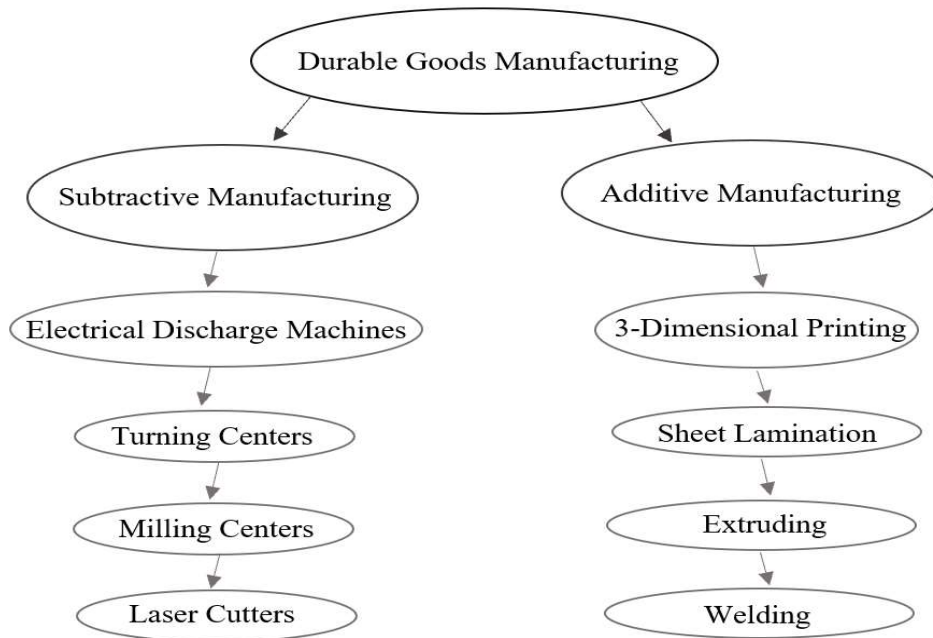 Durable Goods Manufacturing
Subtractive Manufacturing
Additive Manufacturing
Electrical Discharge Machines
3-Dimensional Printing
Turning Centers
Sheet Lamination
Milling Centers
Extruding
Laser Cutters
Welding